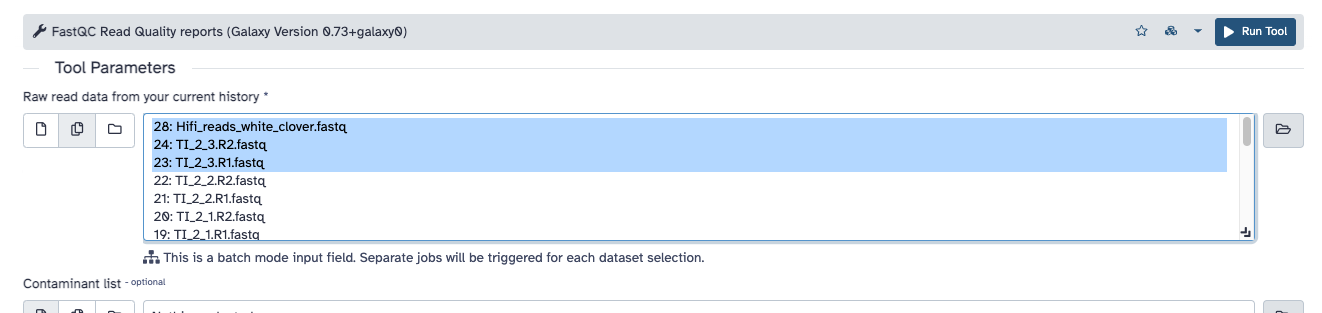 FastQC Read Quality reports (Galaxy Version 0.73+galaxy0)
Run Tool
Tool Parameters
Raw read data from your current history *
28: Hifi_reads_white_clover.fastq
24: TI_2_3.R2.fastq
23: TI_2_3.R1.fastq
22: TI_2_2.R2.fastq
21: TI_2_2.R1.fastq
20: TI_2_1.R2.fastq
19: TI_2_1.R1.fastq
This is a batch mode input field. Separate jobs will be triggered for each dataset selection.
Contaminant list - optional